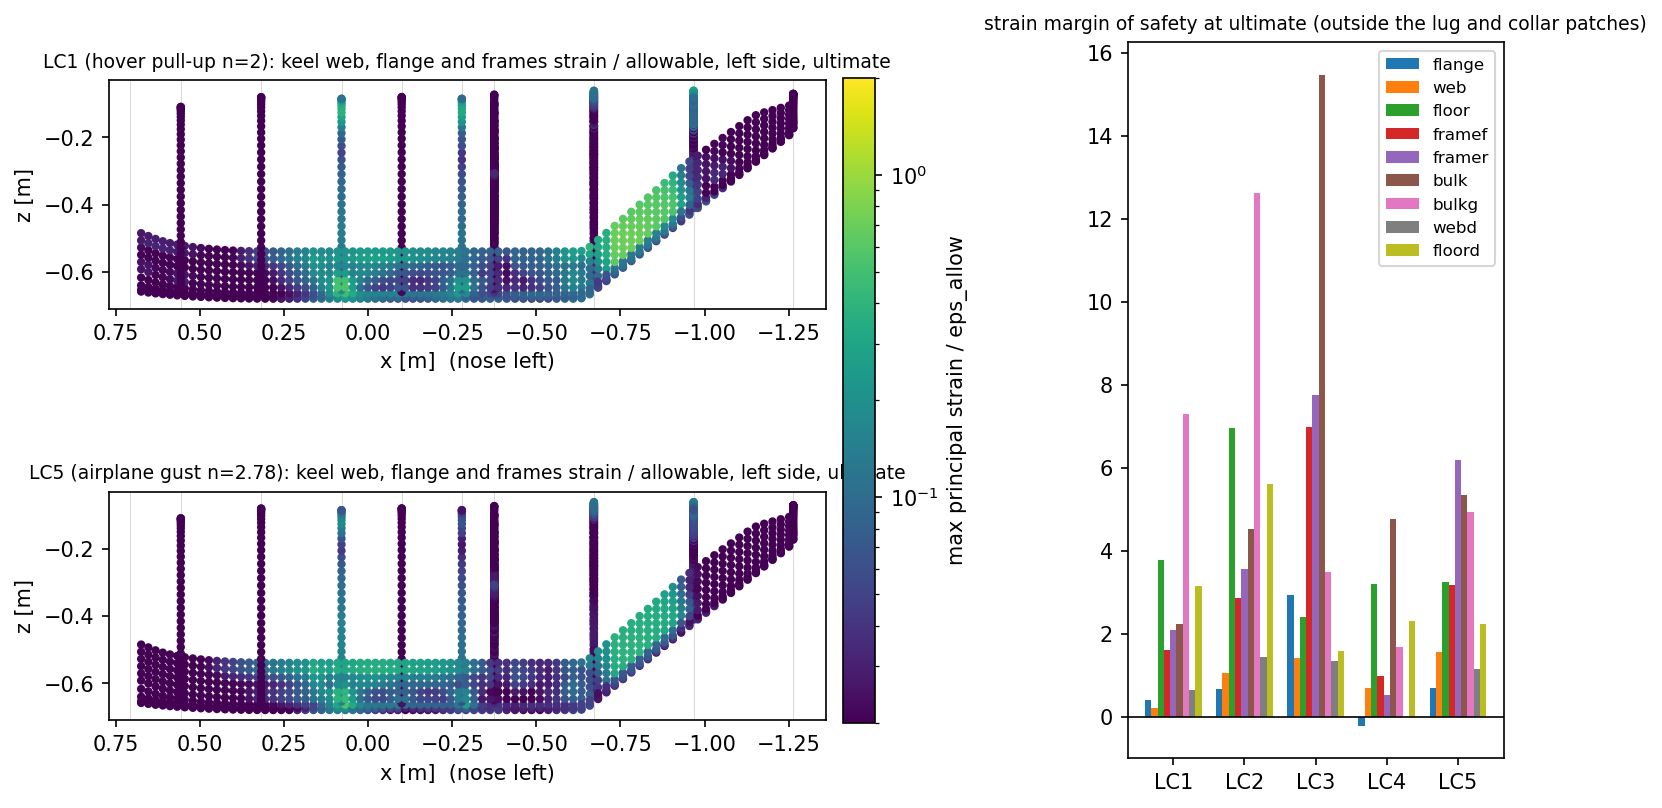 LC1 (hover pull-up n=2): keel web, flange and frames strain / allowable, left side, ultimate
−0.2
−0.4
−0.6
z [m]
0.75 0.50 0.25 0.00 −0.25 −0.50 −0.75 −1.00 −1.25
x [m]  (nose left)
LC5 (airplane gust n=2.78): keel web, flange and frames strain / allowable, left side, ul ate
−0.2
−0.4
−0.6
z [m]
0.75 0.50 0.25 0.00 −0.25 −0.50 −0.75 −1.00 −1.25
x [m]  (nose left)
10⁰
10⁻¹
max principal strain / eps_allow
strain margin of safety at ultimate (outside the lug and collar patches)
16
14
12
10
8
6
4
2
0
LC1 LC2 LC3 LC4 LC5
flange
web
floor
framef
framer
bulk
bulkg
webd
floord